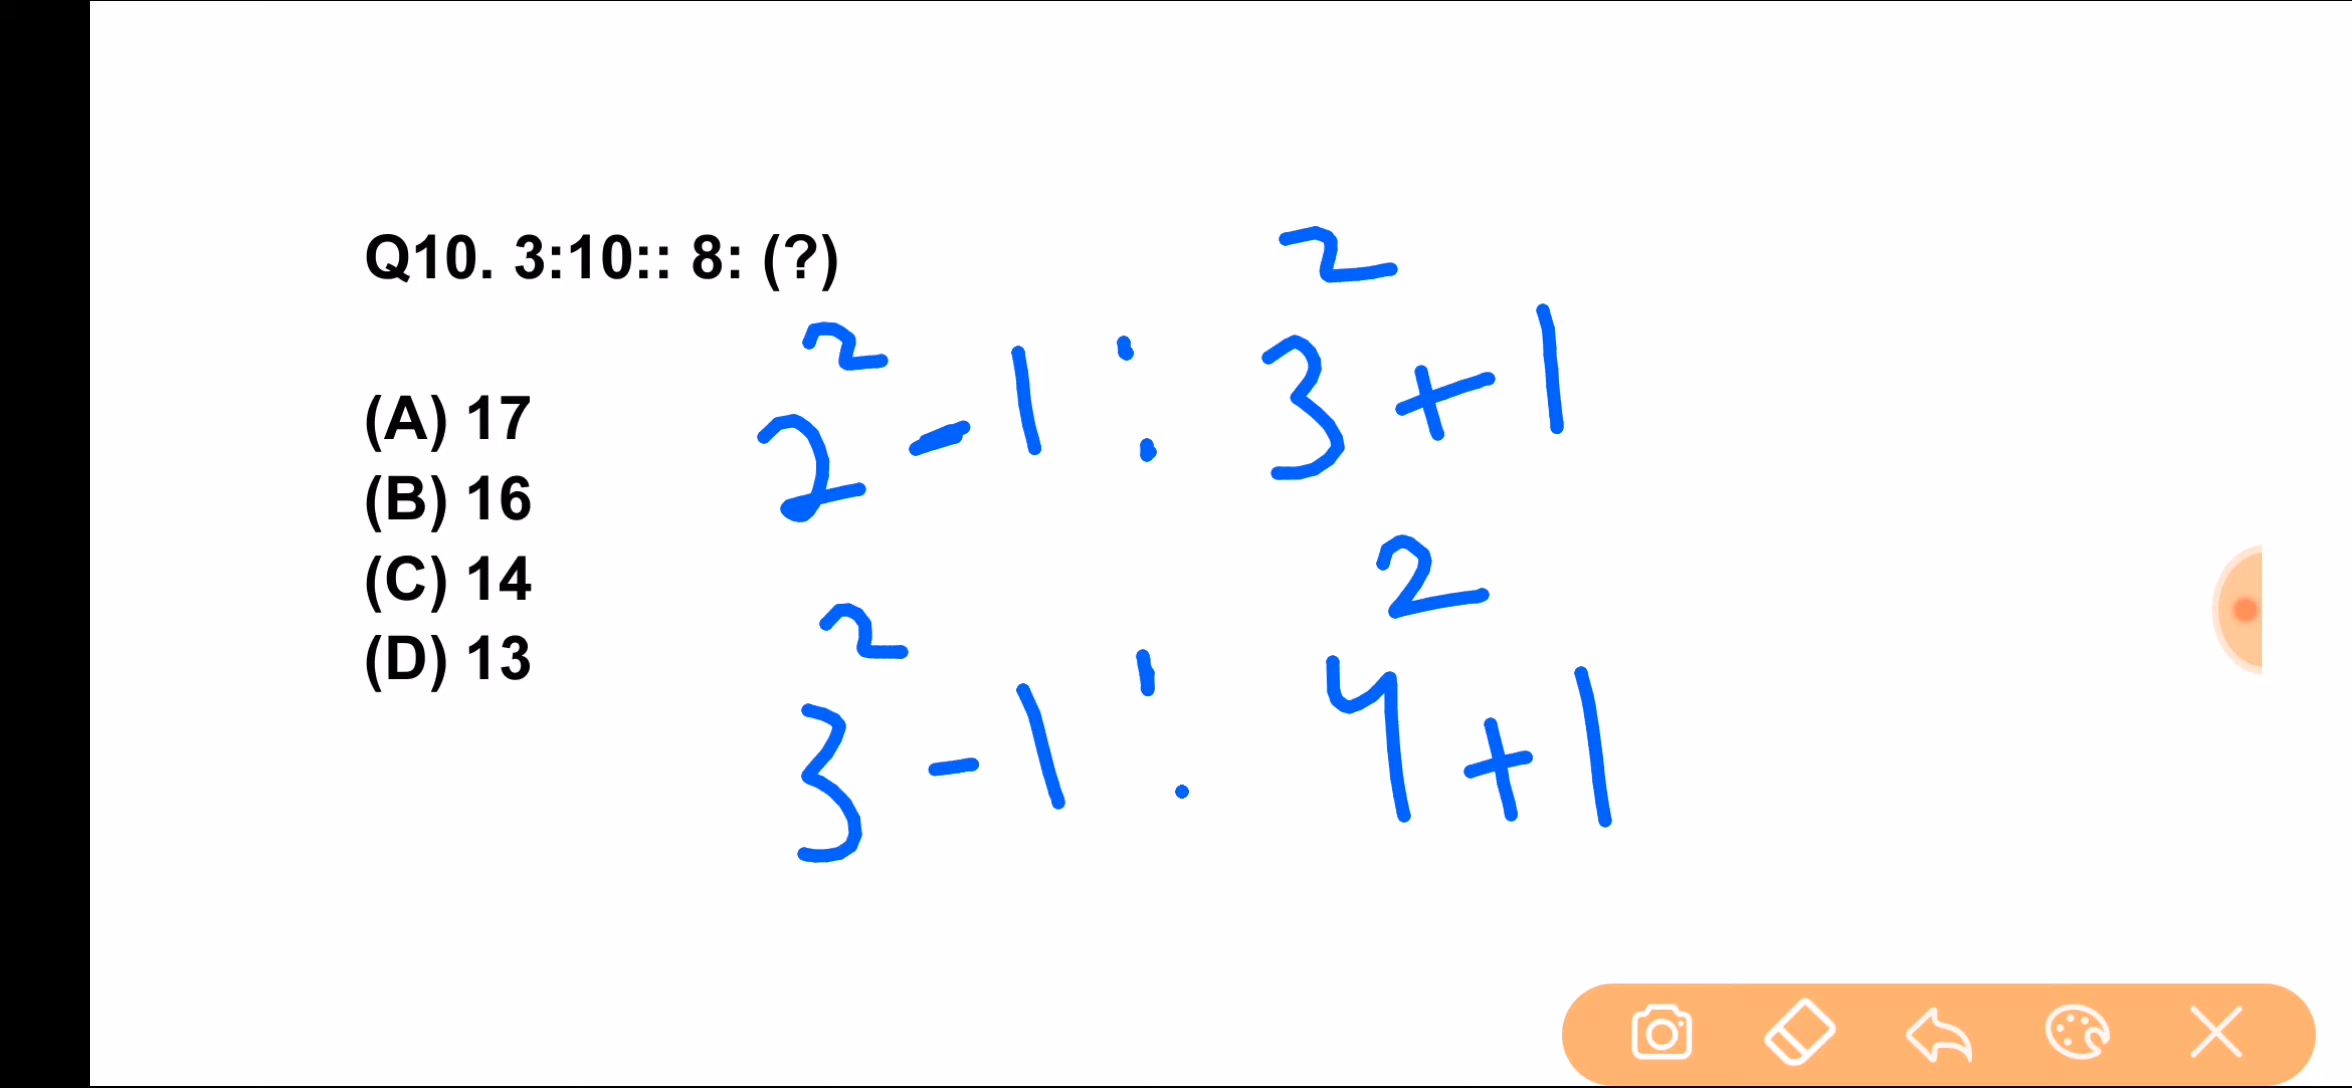 Q10. 3:10:: 8: (?)
2² - 1 : 3² + 1
(A) 17
(B) 16
(C) 14
(D) 13
3² - 1 : 4² + 1